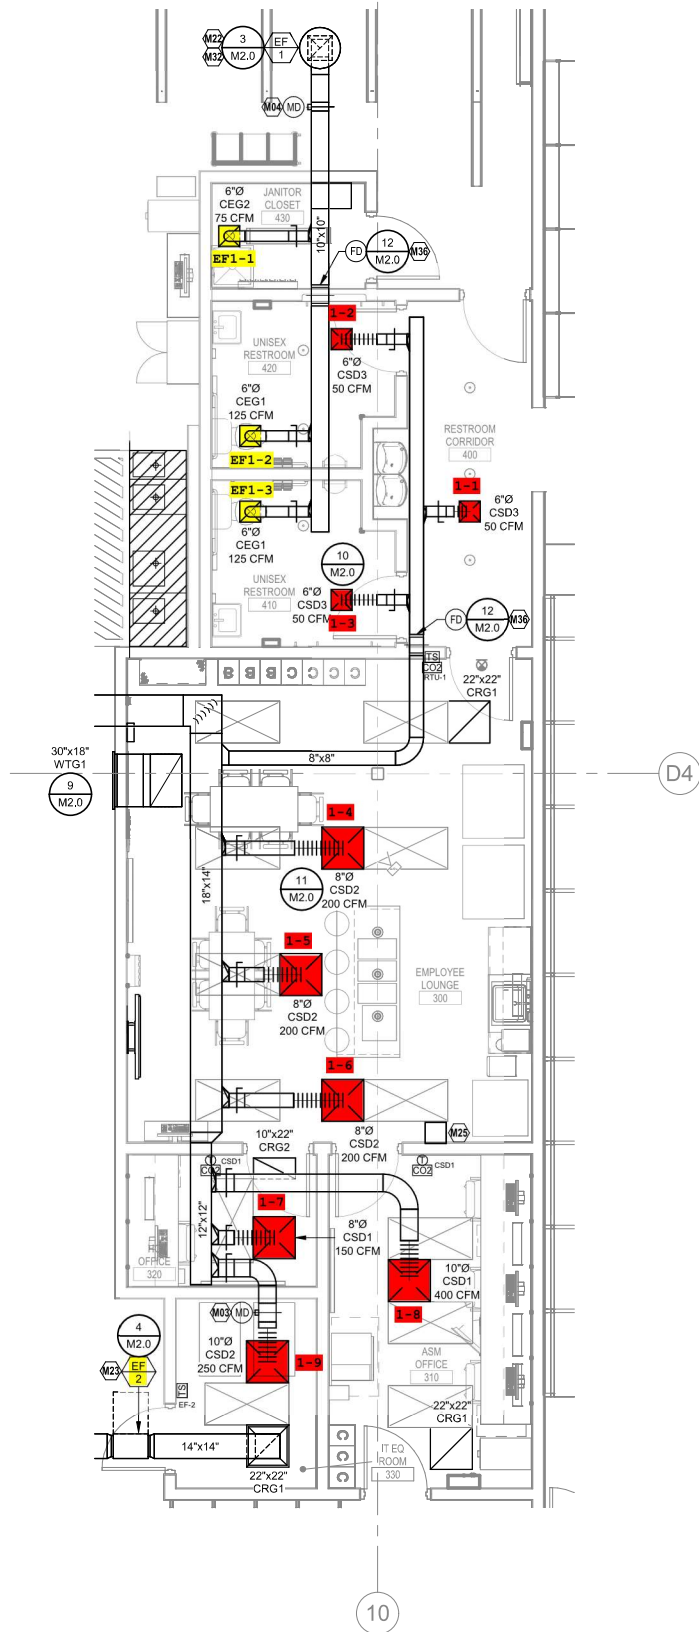 M22
M32
3
M2.0
EF
1
M04
MD
6"Ø
CEG2
75 CFM
JANITOR
CLOSET
430
EF1-1
10"x10"
FD
12
M2.0
M36
1-2
UNISEX
RESTROOM
420
6"Ø
CSD3
50 CFM
6"Ø
CEG1
125 CFM
EF1-2
RESTROOM
CORRIDOR
400
EF1-3
1-1
6"Ø
CSD3
50 CFM
6"Ø
CEG1
125 CFM
10
M2.0
UNISEX
RESTROOM
410
6"Ø
CSD3
50 CFM
1-3
FD
12
M2.0
M36
B
B
B
C
C
C
C
TS
CO2
RTU-1
22"x22"
CRG1
30"x18"
WTG1
9
M2.0
8"x8"
D4
1-4
18"x14"
11
M2.0
8"Ø
CSD2
200 CFM
1-5
8"Ø
CSD2
200 CFM
EMPLOYEE
LOUNGE
300
1-6
8"Ø
CSD2
200 CFM
M25
10"x22"
CRG2
T
CO2
CSD1
T
CO2
CSD1
12"x12"
1-7
8"Ø
CSD1
150 CFM
OFFICE
320
10"Ø
CSD1
400 CFM
1-8
M03
MD
4
M2.0
10"Ø
CSD2
250 CFM
1-9
ASM
OFFICE
310
M23
EF
2
TS
EF-2
22"x22"
CRG1
14"x14"
22"x22"
CRG1
C
C
C
IT EQ
ROOM
330
10